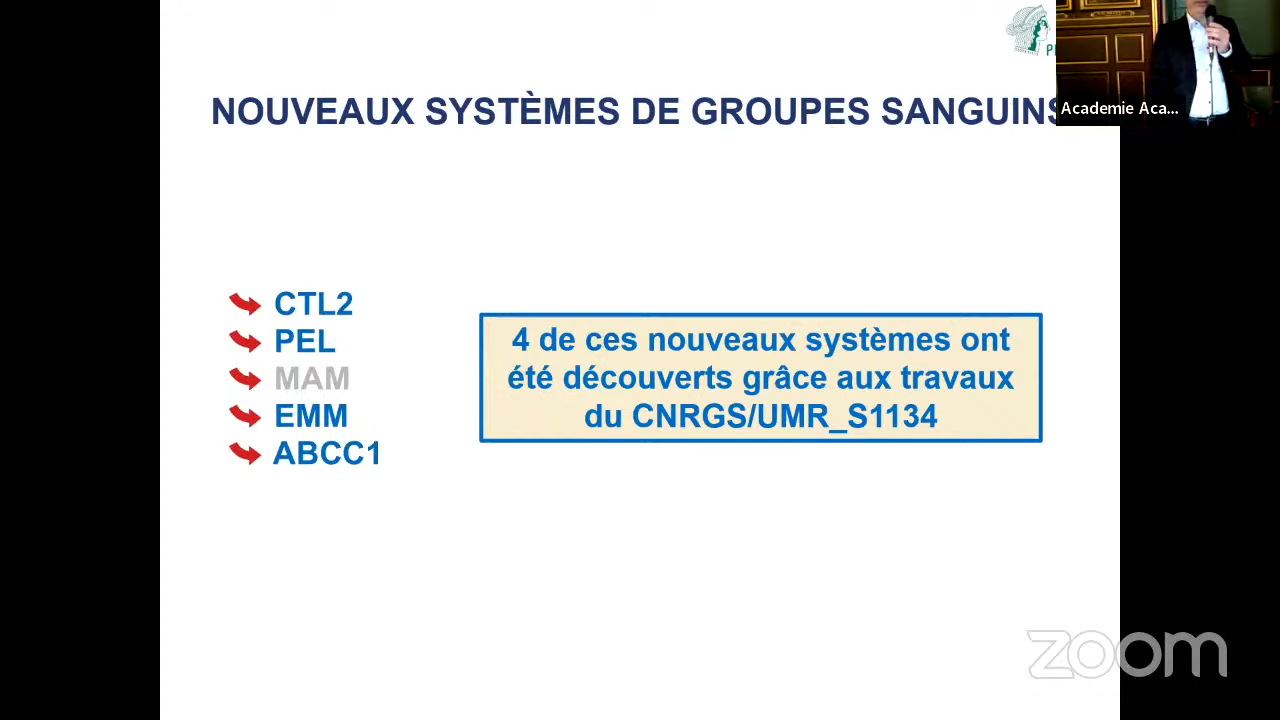 NOUVEAUX SYSTÈMES DE GROUPES SANGUINS
Academie Aca...
CTL2
PEL
MAM
EMM
ABCC1
4 de ces nouveaux systèmes ont
été découverts grâce aux travaux
du CNRGS/UMR_S1134
zoom